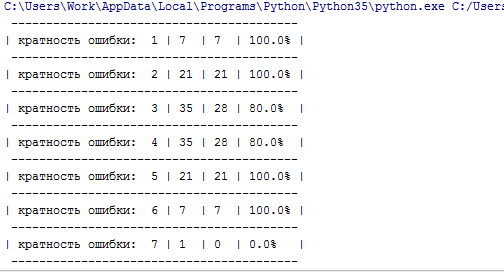 C:\Users\Work\AppData\Local\Programs\Python\Python35\python.exe C:/Users
-----------------------------------------
| кратность ошибки:  1 | 7  | 7  | 100.0% |
-----------------------------------------
| кратность ошибки:  2 | 21 | 21 | 100.0% |
-----------------------------------------
| кратность ошибки:  3 | 35 | 28 | 80.0%  |
-----------------------------------------
| кратность ошибки:  4 | 35 | 28 | 80.0%  |
-----------------------------------------
| кратность ошибки:  5 | 21 | 21 | 100.0% |
-----------------------------------------
| кратность ошибки:  6 | 7  | 7  | 100.0% |
-----------------------------------------
| кратность ошибки:  7 | 1  | 0  | 0.0%   |
-----------------------------------------